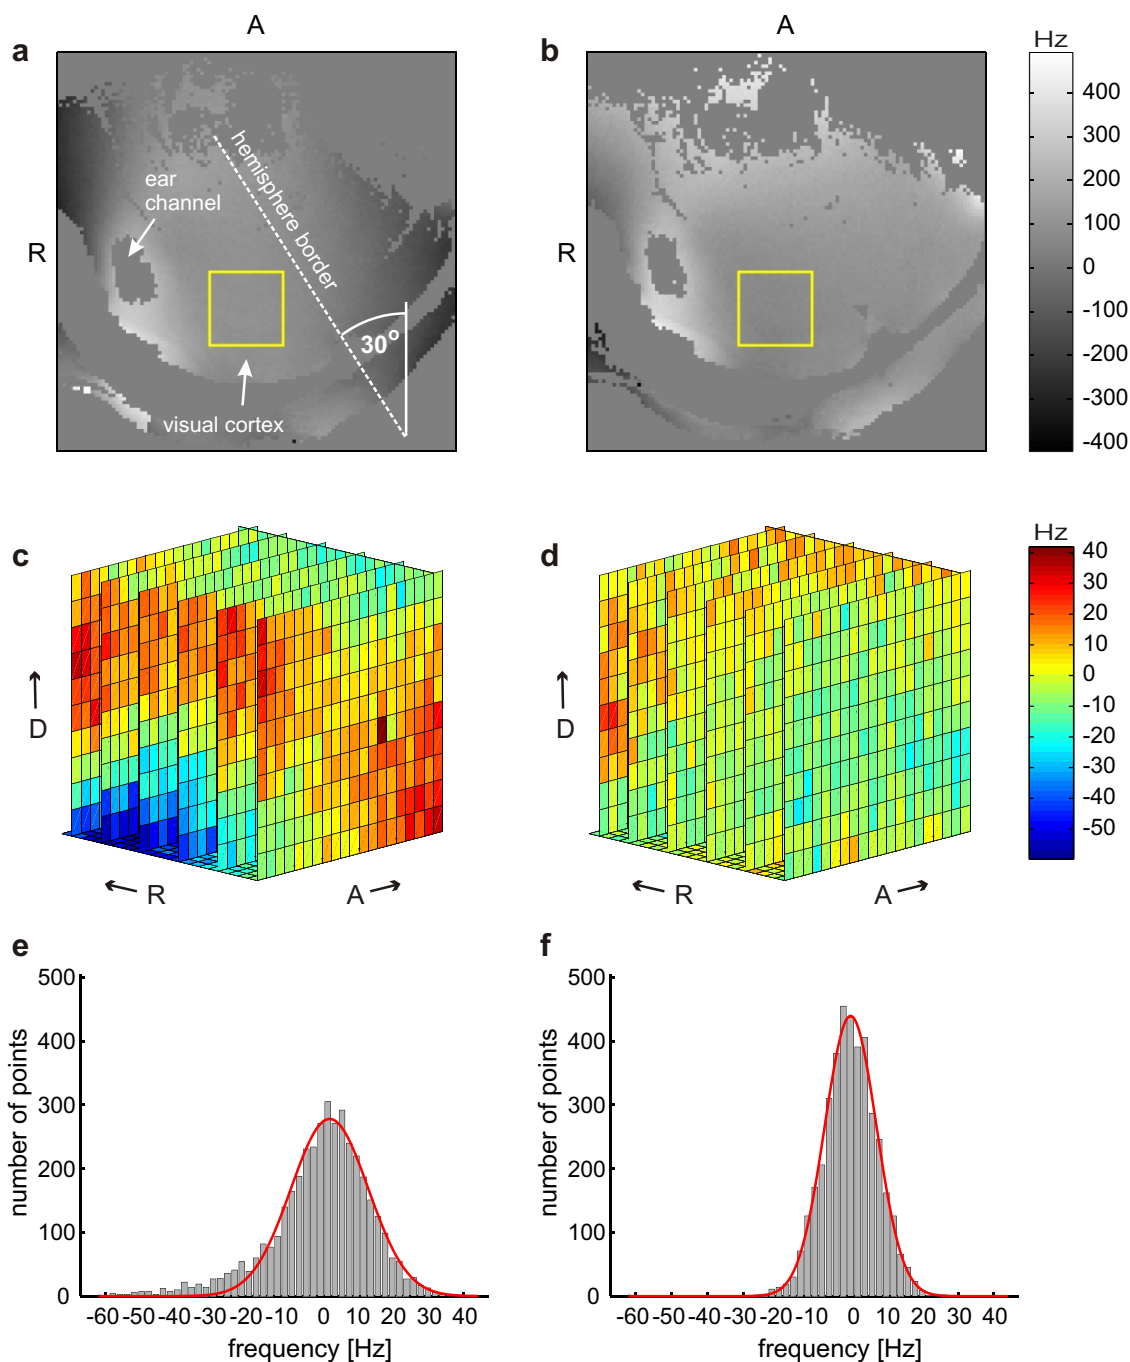 A A
a b Hz
hemisphere border
ear
channel
R R
30º
visual cortex
400
300
200
100
0
-100
-200
-300
-400
c d Hz
D D
40
30
20
10
0
-10
-20
-30
-40
-50
R A R A
e f
number of points
500
400
300
200
100
0
-60 -50 -40 -30 -20 -10 0 10 20 30 40
frequency [Hz]
number of points
500
400
300
200
100
0
-60 -50 -40 -30 -20 -10 0 10 20 30 40
frequency [Hz]